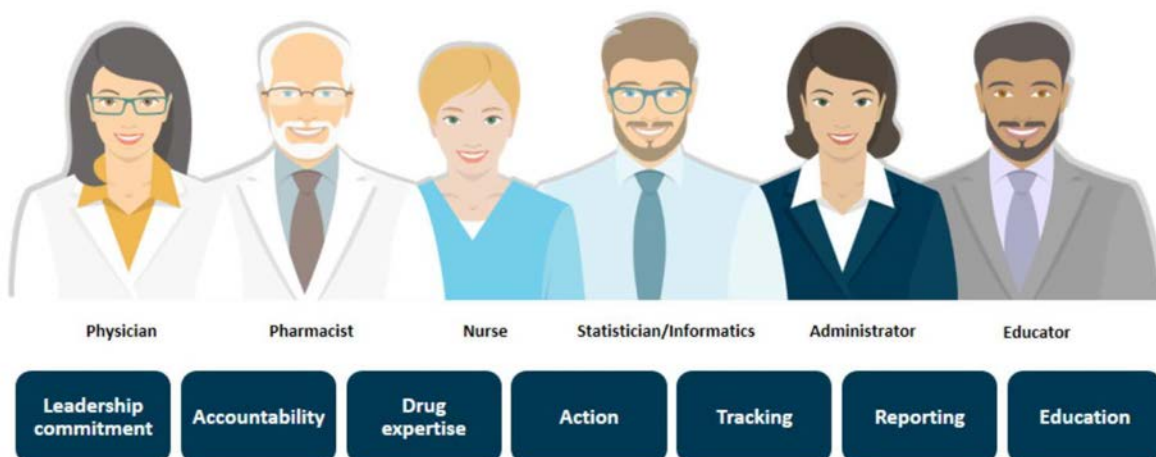 Physician
Pharmacist
Nurse
Statistician/Informatics
Administrator
Educator
Leadership
commitment
Accountability
Drug
expertise
Action
Tracking
Reporting
Education